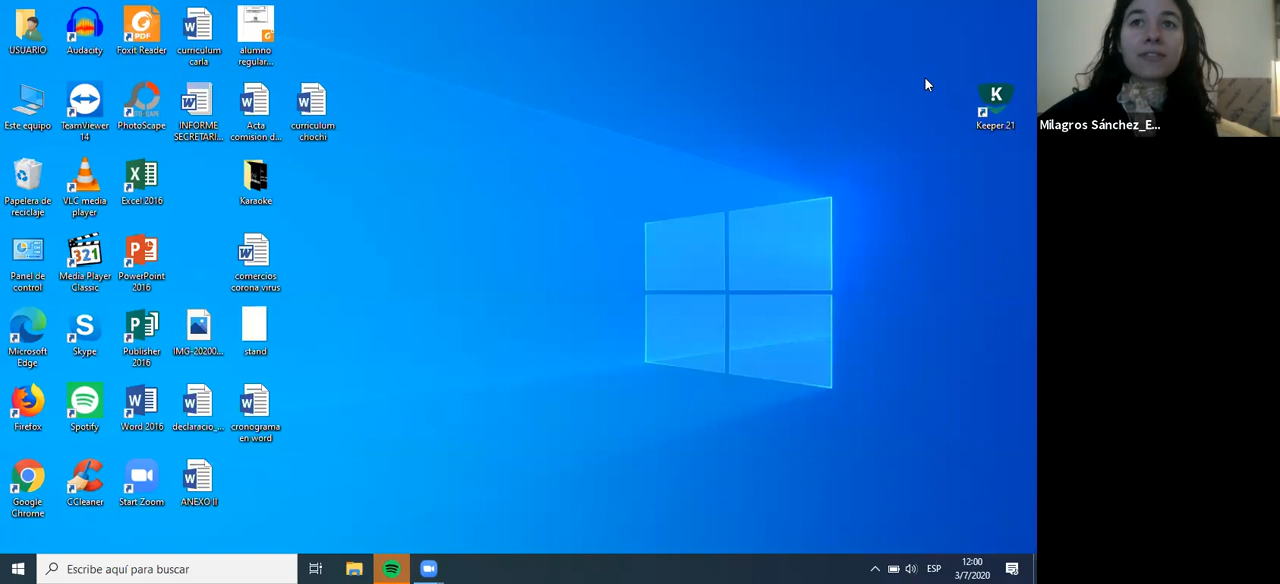 USUARIO
Audacity
Foxit Reader
curriculum
carla
alumno
regular...
Este equipo
TeamViewer
14
PhotoScape
INFORME
SECRETARI...
Acta
comision d...
curriculum
criochi
K
Keeper 21
Milagros Sánchez_E...
Papelera de
reciclaje
VLC media
player
Excel 2016
Karaoke
Panel de
control
321
Media Player
Classic
PowerPoint
2016
comercios
corona virus
Microsoft
Edge
Skype
Publisher
2016
IMG-20200...
stand
Firefox
Spotify
Word 2016
declaracio_...
cronograma
en word
Google
Chrome
CCleaner
Start Zoom
ANEXO II
Escribe aquí para buscar
ESP
12:00
3/7/2020